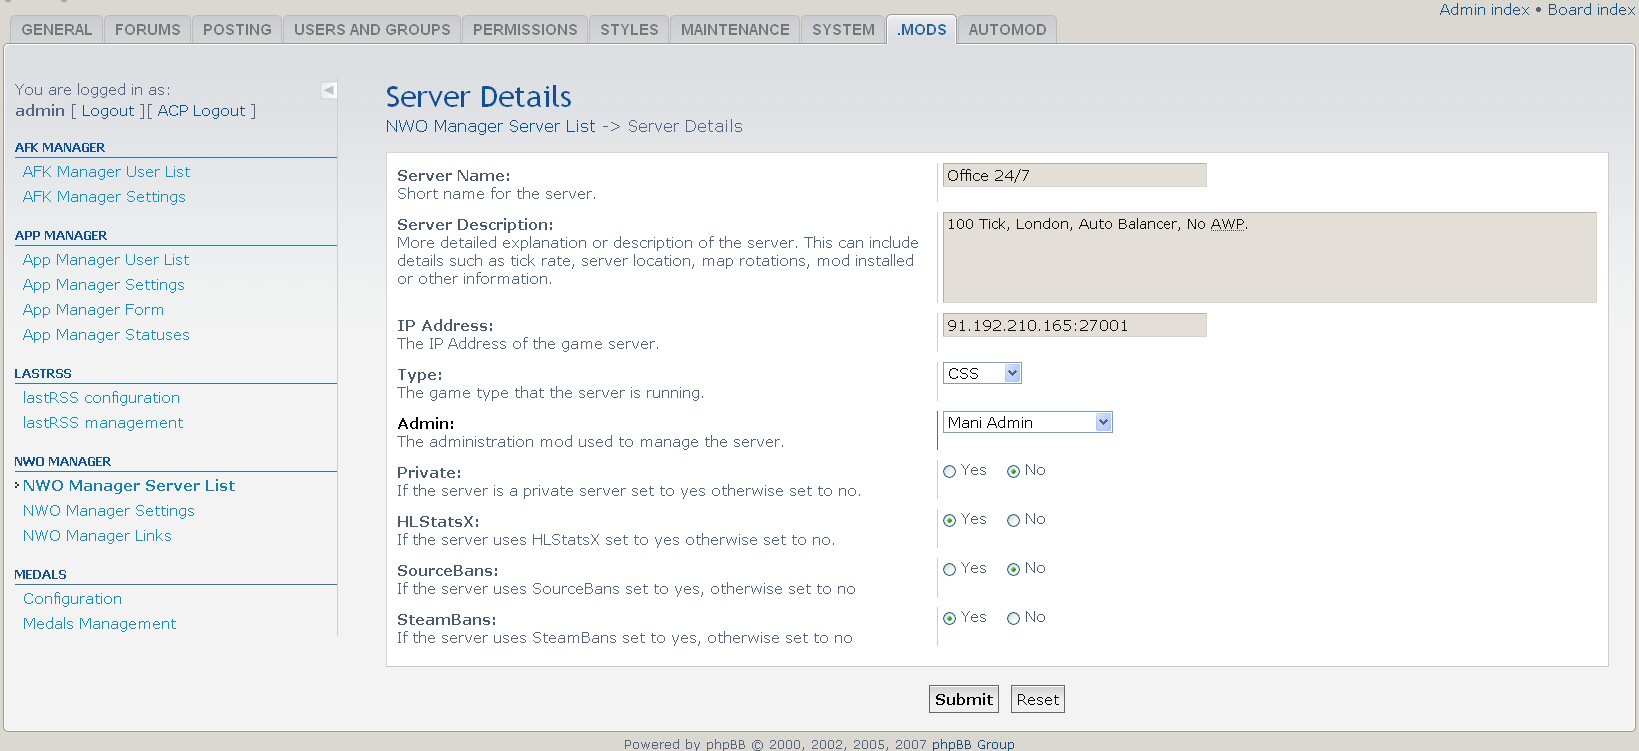 Admin index • Board index
GENERAL FORUMS POSTING USERS AND GROUPS PERMISSIONS STYLES MAINTENANCE SYSTEM .MODS AUTOMOD
You are logged in as:
admin [ Logout ][ ACP Logout ]
AFK MANAGER
AFK Manager User List
AFK Manager Settings
APP MANAGER
App Manager User List
App Manager Settings
App Manager Form
App Manager Statuses
LASTRSS
lastRSS configuration
lastRSS management
NWO MANAGER
NWO Manager Server List
NWO Manager Settings
NWO Manager Links
MEDALS
Configuration
Medals Management
Server Details
NWO Manager Server List -> Server Details
Server Name:
Short name for the server.
Office 24/7
Server Description:
More detailed explanation or description of the server. This can include
details such as tick rate, server location, map rotations, mod installed
or other information.
100 Tick, London, Auto Balancer, No AWP.
IP Address:
The IP Address of the game server.
91.192.210.165:27001
Type:
The game type that the server is running.
CSS
Admin:
The administration mod used to manage the server.
Mani Admin
Private:
If the server is a private server set to yes otherwise set to no.
Yes No
HLStatsX:
If the server uses HLStatsX set to yes otherwise set to no.
Yes No
SourceBans:
If the server uses SourceBans set to yes, otherwise set to no
Yes No
SteamBans:
If the server uses SteamBans set to yes, otherwise set to no
Yes No
Submit Reset
Powered by phpBB © 2000, 2002, 2005, 2007 phpBB Group